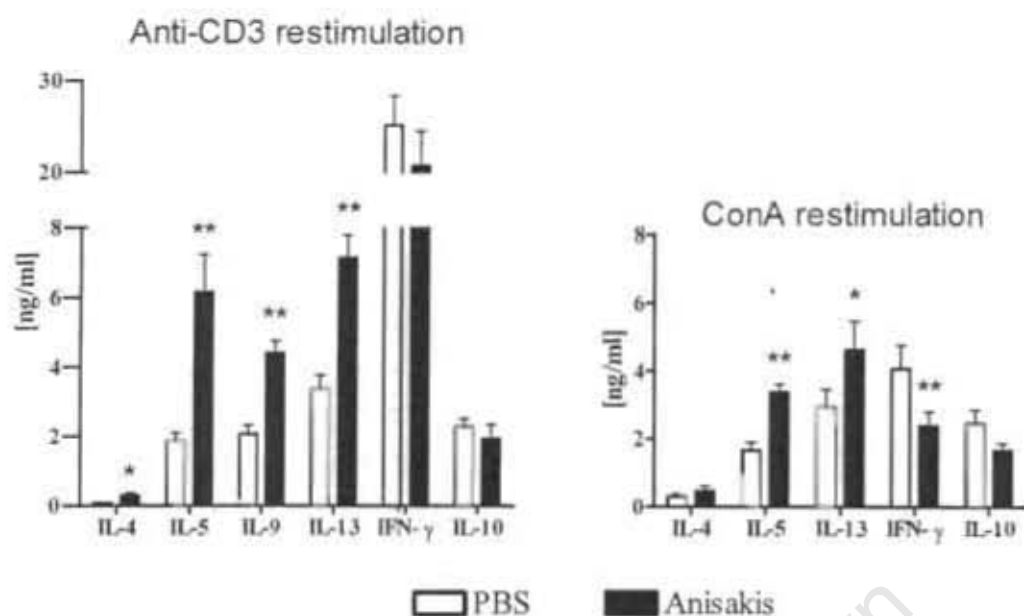 Anti-CD3 restimulation
30
20
8
6
4
2
0
[ng/ml]
*
**
**
**
IL-4 IL-5 IL-9 IL-13 IFN-γ IL-10
ConA restimulation
8
6
4
2
0
[ng/ml]
**
*
**
IL-4 IL-5 IL-13 IFN-γ IL-10
PBS Anisakis